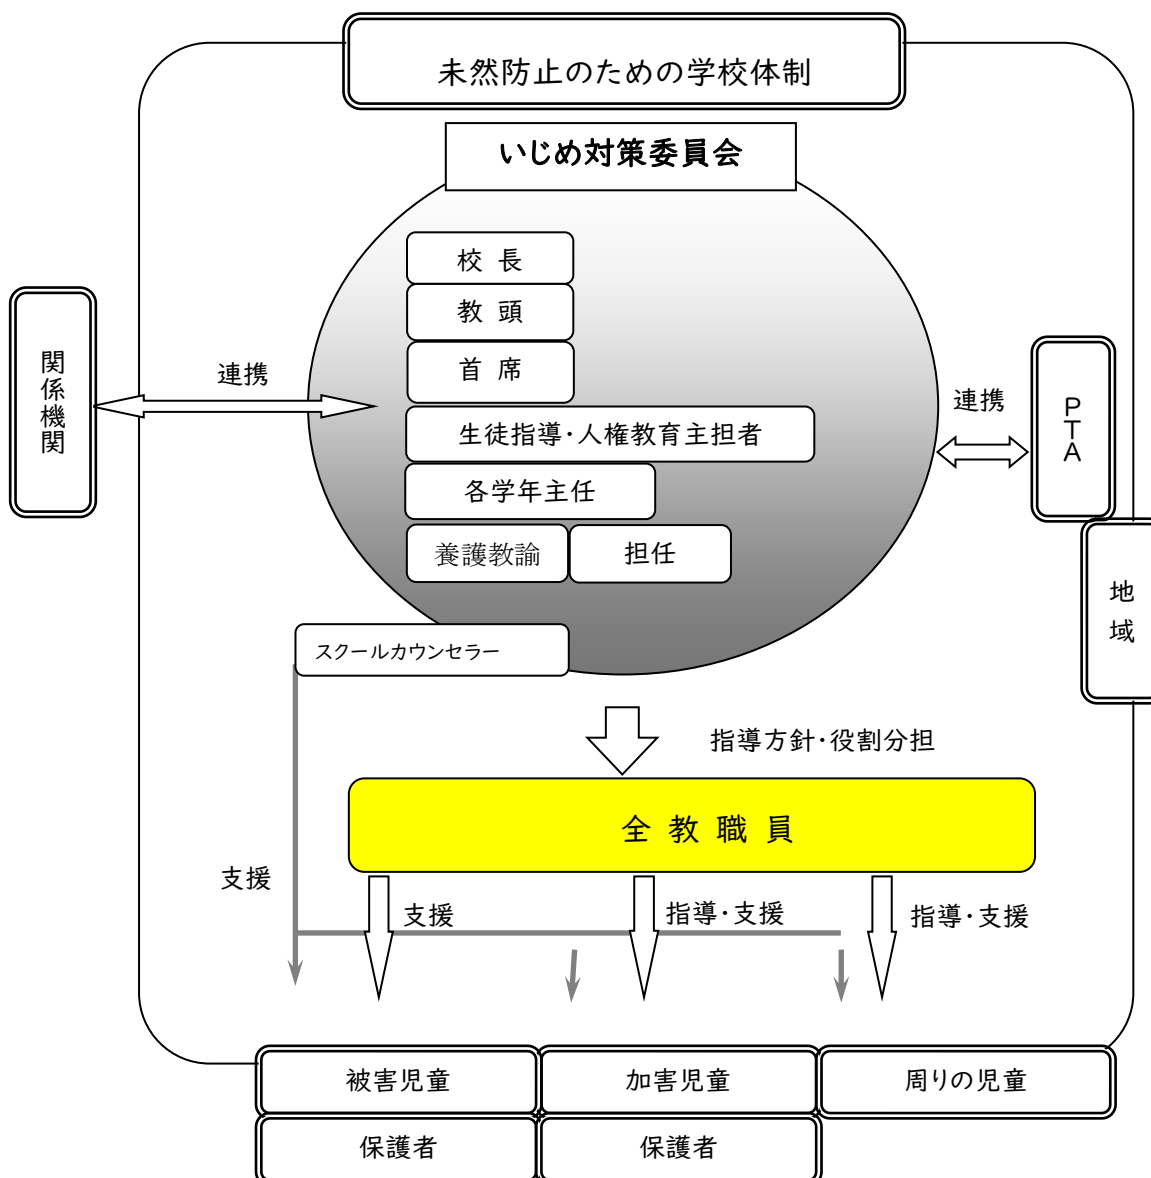 未然防止のための学校体制
いじめ対策委員会
校 長
教 頭
首 席
生徒指導・人権教育主担者
各学年主任
養護教諭
担任
スクールカウンセラー
関係機関
連携
連携
PTA
地域
指導方針・役割分担
全 教 職 員
支援
支援
指導・支援
指導・支援
被害児童
加害児童
周りの児童
保護者
保護者